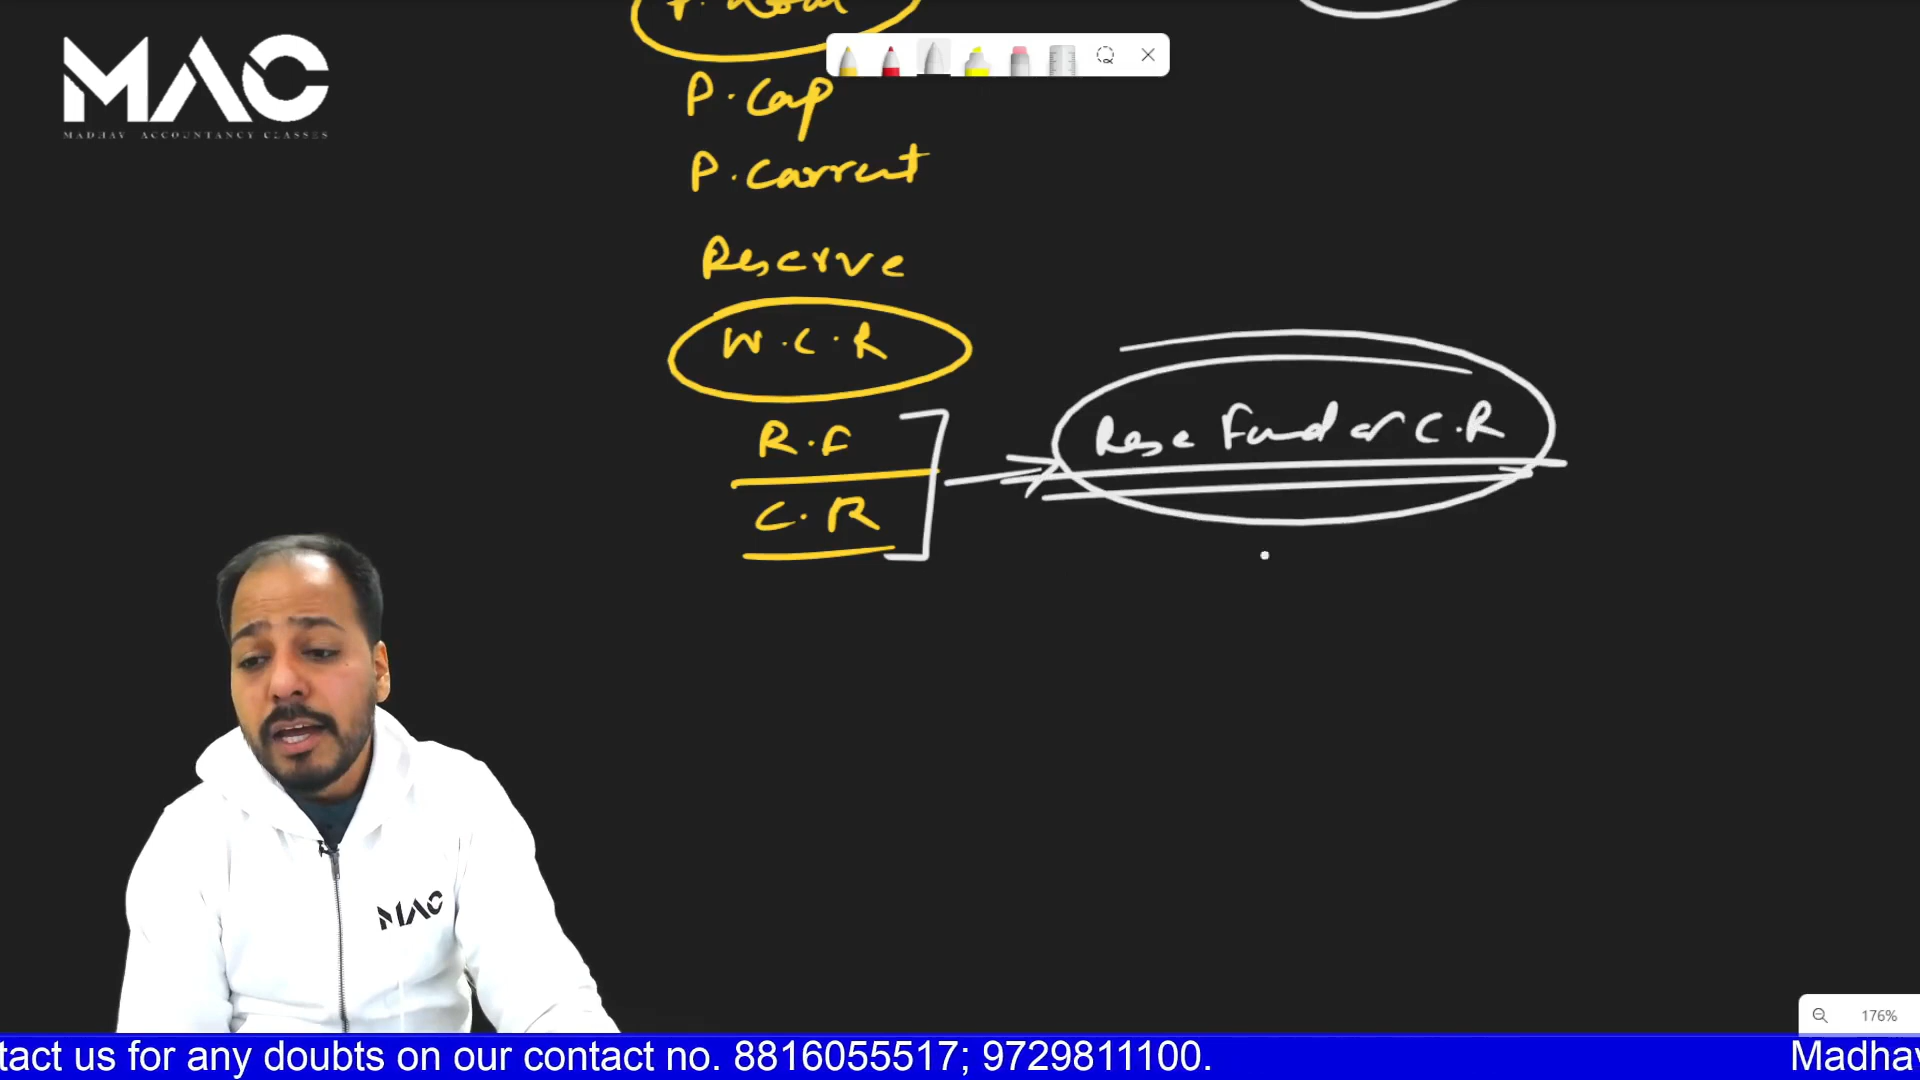 P. Loan
MAC
MADHAV ACCOUNTANCY CLASSES
P. Cap
P. Current
Reserve
W.C.R
R.F
C.R
Rese Fund or C.R
MAC
176%
tact us for any doubts on our contact no. 8816055517; 9729811100.
Madhav